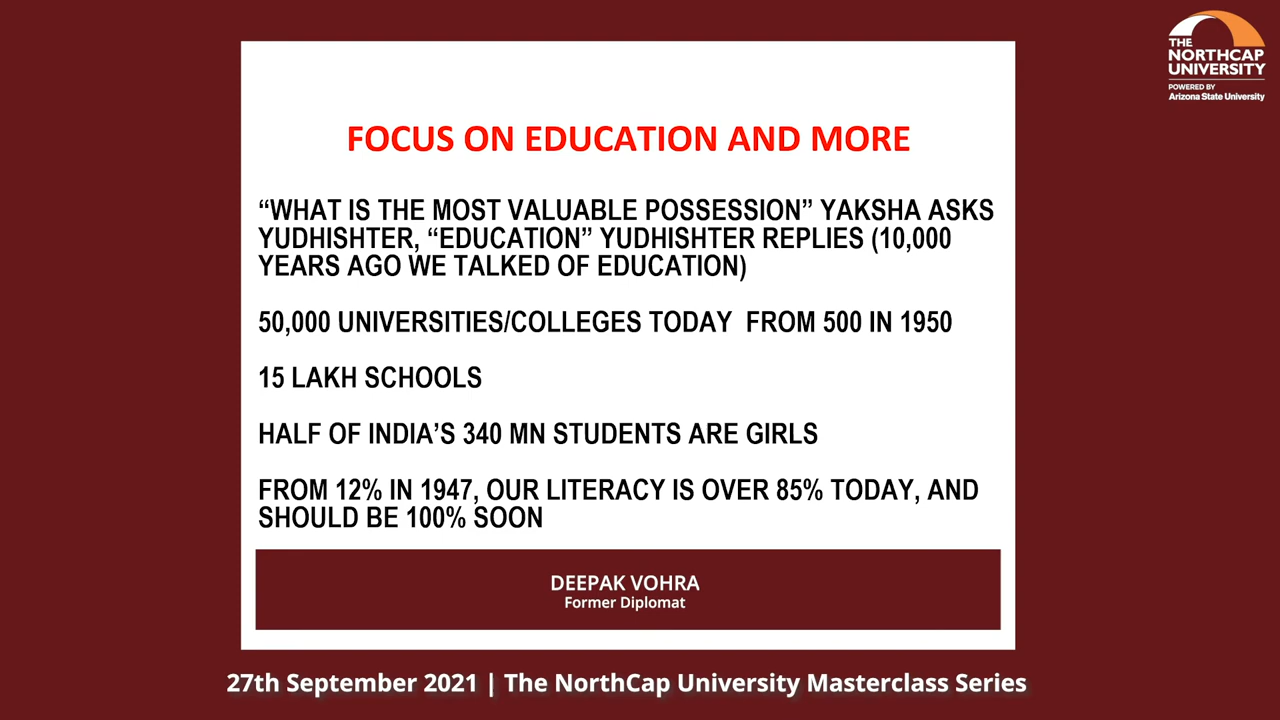 THE
NORTHCAP
UNIVERSITY
POWERED BY
Arizona State University
FOCUS ON EDUCATION AND MORE
“WHAT IS THE MOST VALUABLE POSSESSION” YAKSHA ASKS
YUDHISHTER, “EDUCATION” YUDHISHTER REPLIES (10,000
YEARS AGO WE TALKED OF EDUCATION)
50,000 UNIVERSITIES/COLLEGES TODAY  FROM 500 IN 1950
15 LAKH SCHOOLS
HALF OF INDIA’S 340 MN STUDENTS ARE GIRLS
FROM 12% IN 1947, OUR LITERACY IS OVER 85% TODAY, AND
SHOULD BE 100% SOON
DEEPAK VOHRA
Former Diplomat
27th September 2021 | The NorthCap University Masterclass Series